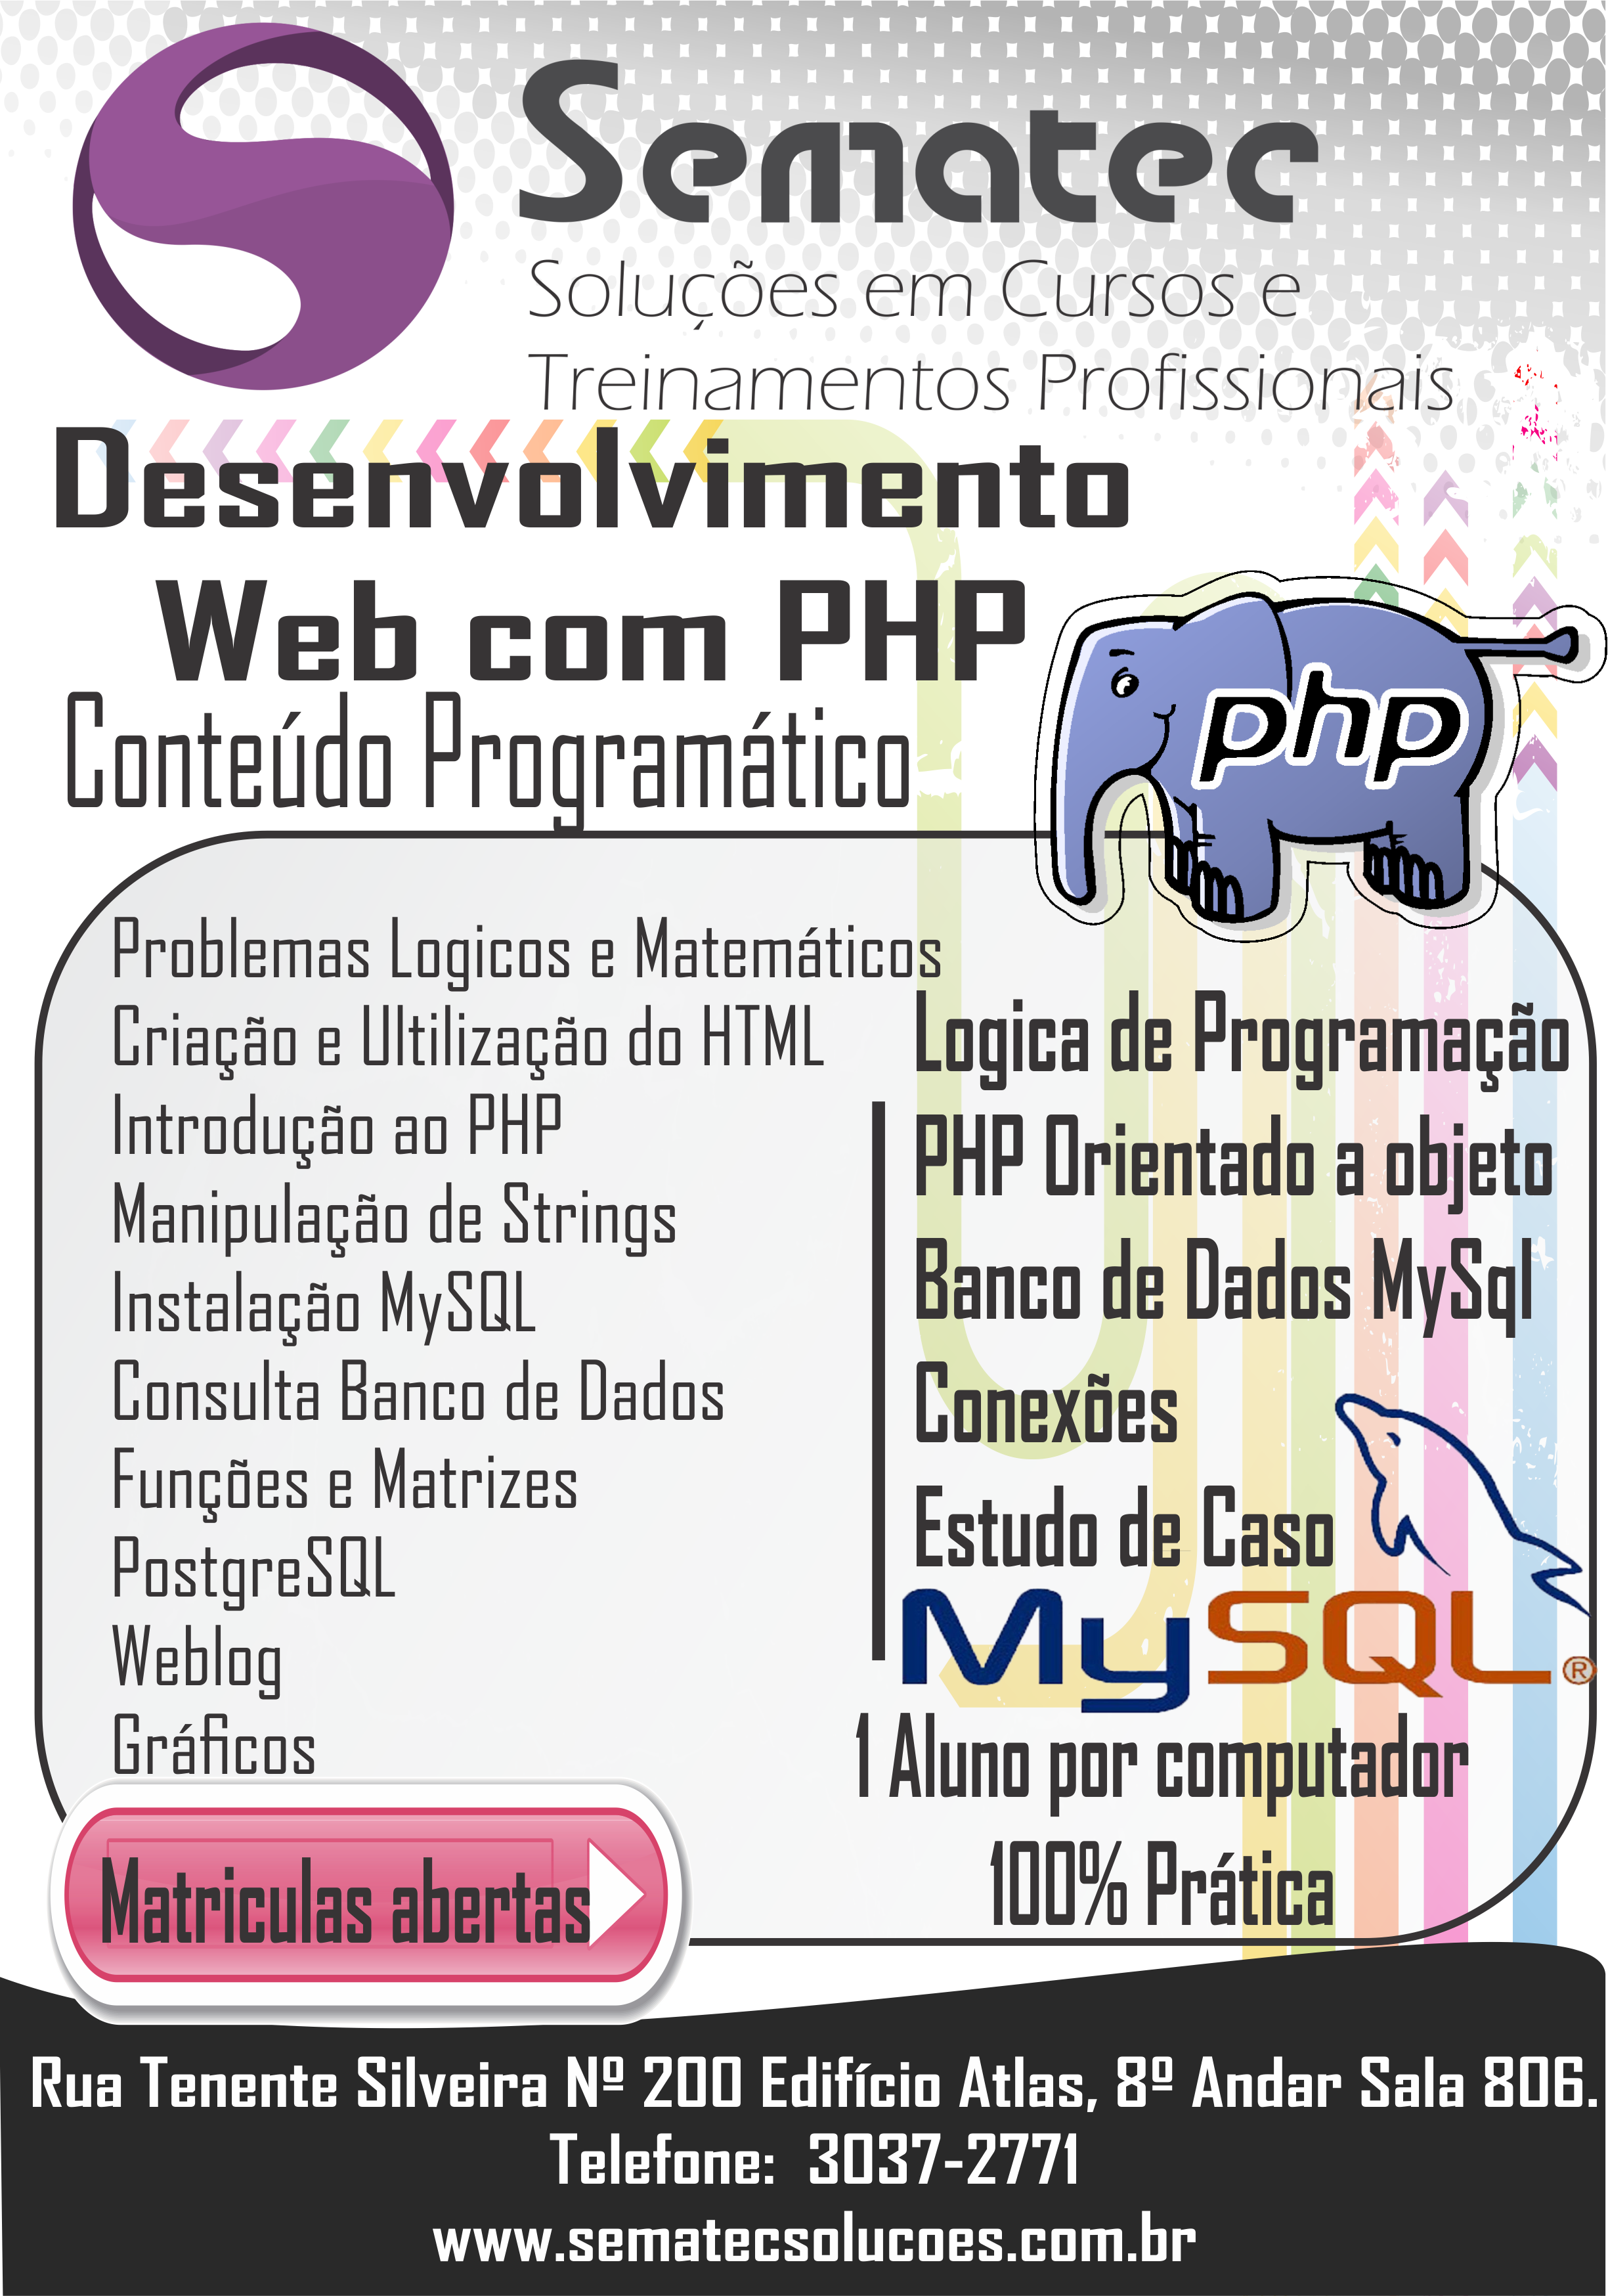 Sematec
Soluções em Cursos e
Treinamentos Profissionais
Desenvolvimento
Web com PHP
php
Conteúdo Programático
Problemas Logicos e Matemáticos
Criação e Ultilização do HTML
Introdução ao PHP
Manipulação de Strings
Instalação MySQL
Consulta Banco de Dados
Funções e Matrizes
PostgreSQL
Weblog
Gráficos
Logica de Programação
PHP Orientado a objeto
Banco de Dados MySql
Conexões
Estudo de Caso
MySQL®
1 Aluno por computador
100% Prática
Matriculas abertas
Rua Tenente Silveira Nº 200 Edifício Atlas, 8º Andar Sala 806.
Telefone: 3037-2771
www.sematecsolucoes.com.br